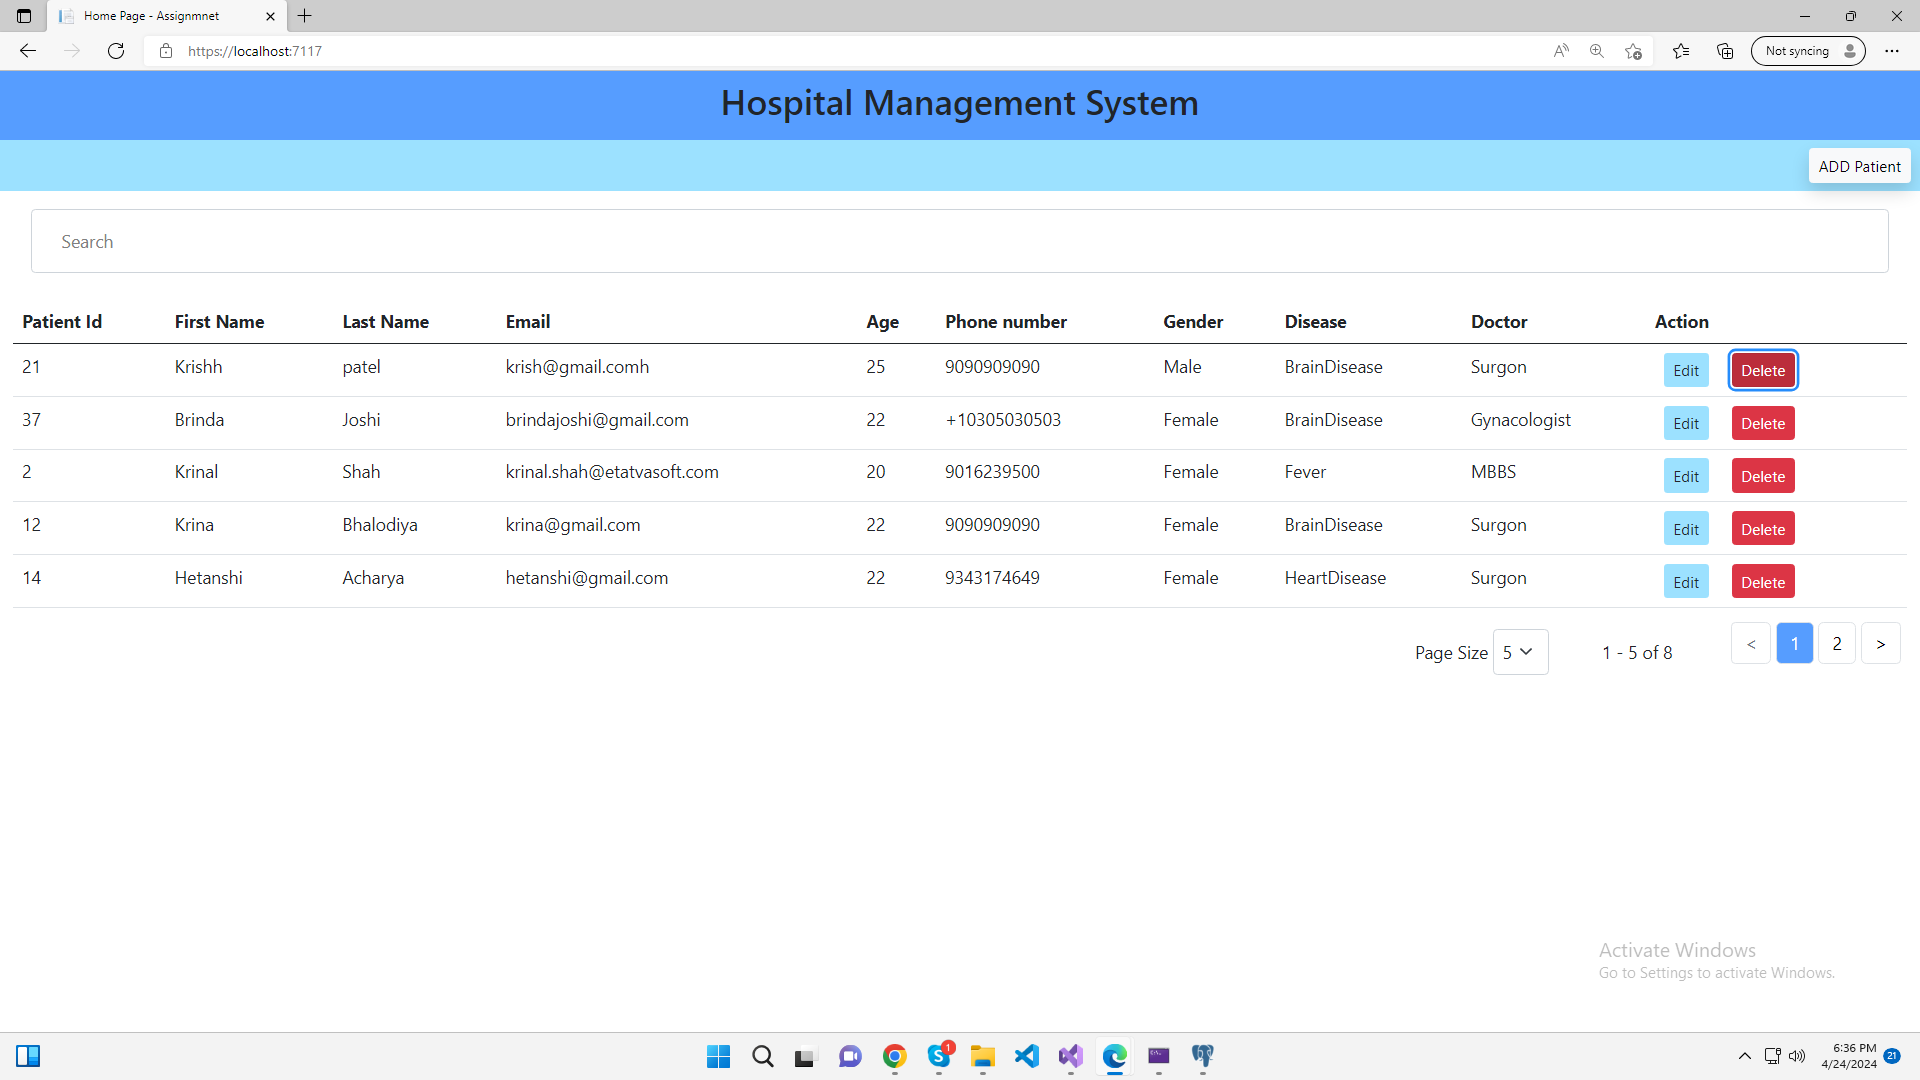 Home Page - Assignmnet
https://localhost:7117
Not syncing
Hospital Management System
ADD Patient
Search
Patient Id First Name Last Name Email Age Phone number Gender Disease Doctor Action
21 Krishh patel krish@gmail.comh 25 9090909090 Male BrainDisease Surgon Edit Delete
37 Brinda Joshi brindajoshi@gmail.com 22 +10305030503 Female BrainDisease Gynacologist Edit Delete
2 Krinal Shah krinal.shah@etatvasoft.com 20 9016239500 Female Fever MBBS Edit Delete
12 Krina Bhalodiya krina@gmail.com 22 9090909090 Female BrainDisease Surgon Edit Delete
14 Hetanshi Acharya hetanshi@gmail.com 22 9343174649 Female HeartDisease Surgon Edit Delete
Page Size 5 1 - 5 of 8 < 1 2 >
Activate Windows
Go to Settings to activate Windows.
1
6:36 PM
4/24/2024
21